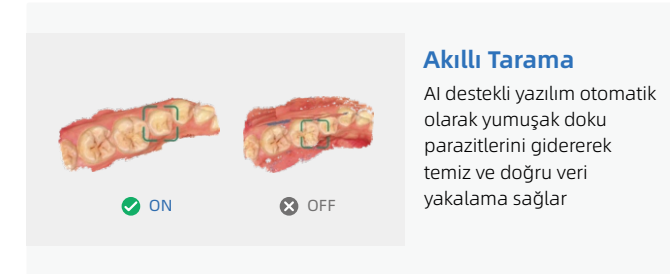 Akıllı Tarama
AI destekli yazılım otomatik
olarak yumuşak doku
parazitlerini gidererek
temiz ve doğru veri
yakalama sağlar
ON
OFF